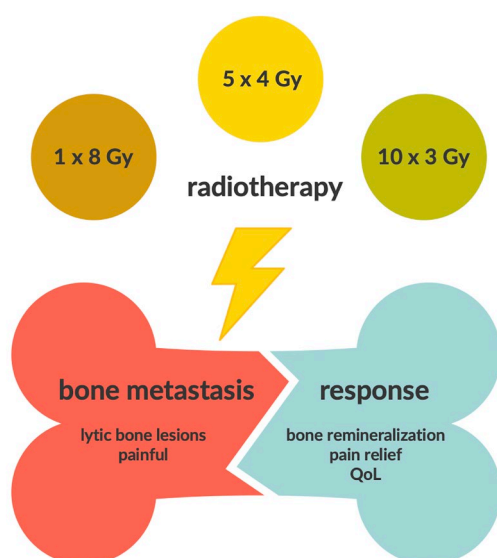 5 x 4 Gy
1 x 8 Gy
10 x 3 Gy
radiotherapy
bone metastasis
lytic bone lesions
painful
response
bone remineralization
pain relief
QoL